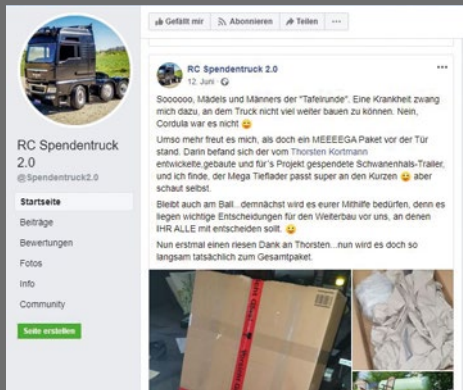 Gefällt mir Abonnieren Teilen ...
RC Spendentruck 2.0
12. Juni
Soooooo, Mädels und Männers der "Tafelrunde". Eine Krankheit zwang
mich dazu, an dem Truck nicht viel weiter bauen zu können. Nein,
Cordula war es nicht
Umso mehr freut es mich, als doch ein MEEEEGA Paket vor der Tür
stand. Darin befand sich der vom Thorsten Kortmann
entwickelte,gebaute und für's Projekt gespendete Schwanenhals-Trailer,
und ich finde, der Mega Tieflader passt super an den Kurzen aber
schaut selbst.
Bleibt auch am Ball...demnächst wird es eurer Mithilfe bedürfen, denn es
liegen wichtige Entscheidungen für den Weiterbau vor uns, an denen
IHR ALLE mit entscheiden sollt.
Nun erstmal einen riesen Dank an Thorsten...nun wird es doch so
langsam tatsächlich zum Gesamtpaket.
RC Spendentruck
2.0
@Spendentruck2.0
Startseite
Beiträge
Bewertungen
Fotos
Info
Community
Seite erstellen